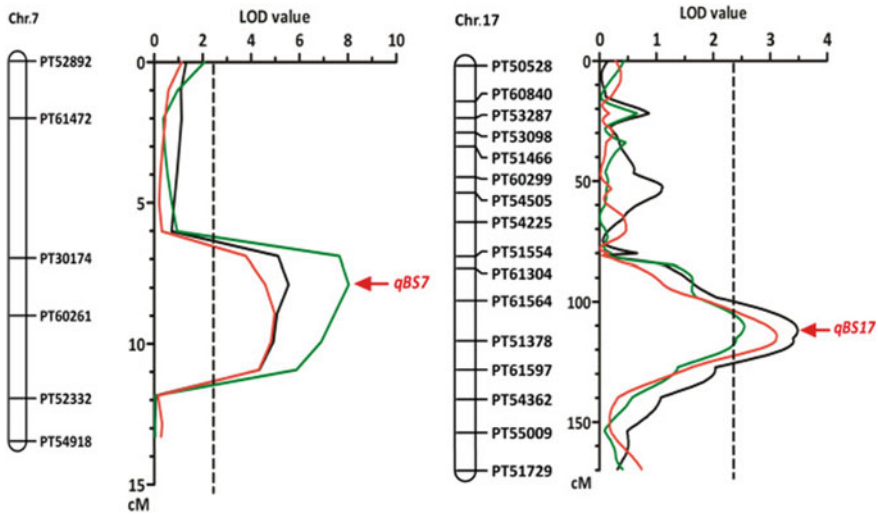 Chr.7
LOD value
0 2 4 6 8 10
PT52892
PT61472
PT30174
PT60261
PT52332
PT54918
0
5
10
15
cM
qBS7
Chr.17
LOD value
0 1 2 3 4
PT50528
PT60840
PT53287
PT53098
PT51466
PT60299
PT54505
PT54225
PT51554
PT61304
PT61564
PT51378
PT61597
PT54362
PT55009
PT51729
0
50
100
150
cM
qBS17